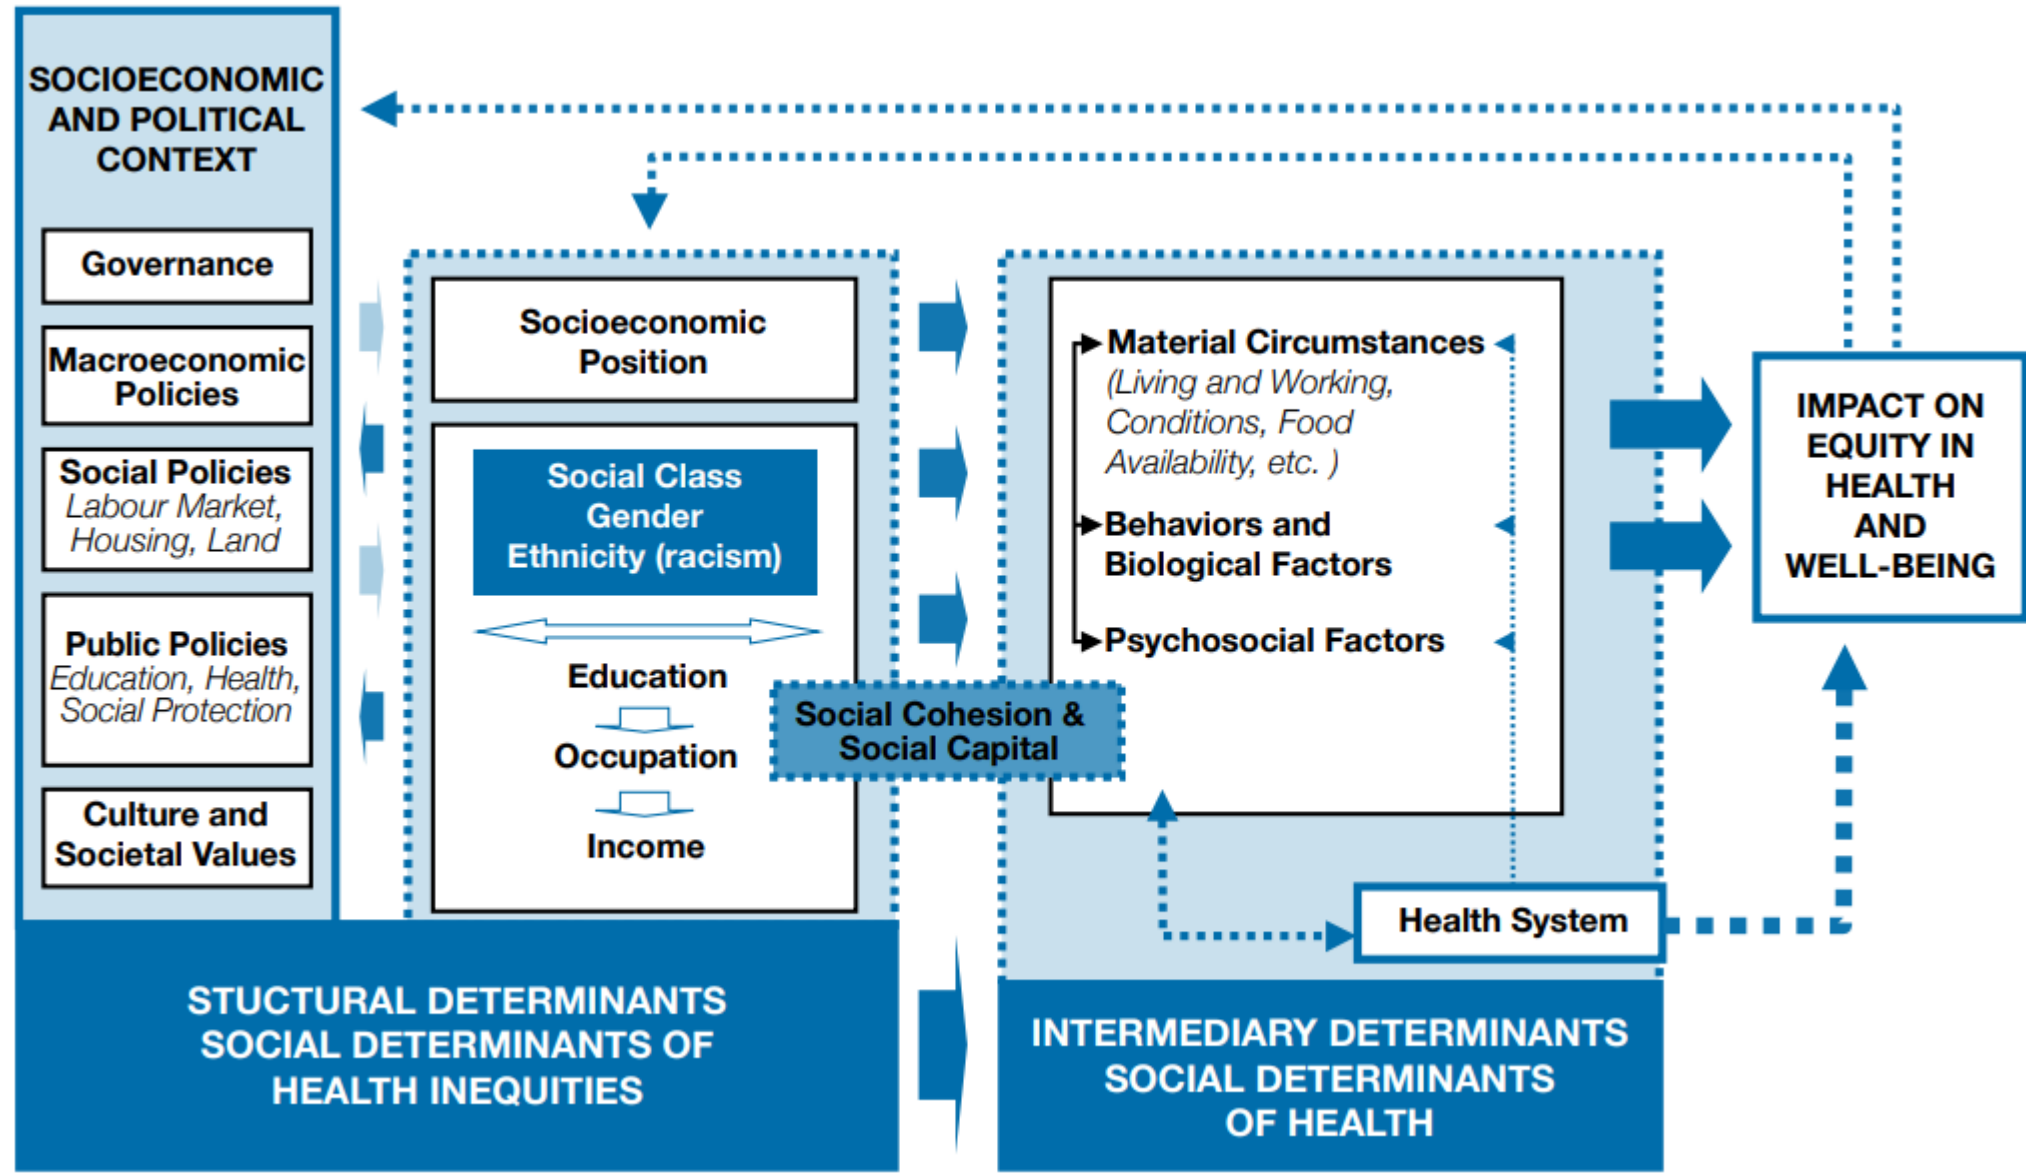 SOCIOECONOMIC
AND POLITICAL
CONTEXT
Governance
Macroeconomic
Policies
Social Policies
Labour Market,
Housing, Land
Public Policies
Education, Health,
Social Protection
Culture and
Societal Values
Socioeconomic
Position
Social Class
Gender
Ethnicity (racism)
Education
Occupation
Income
Social Cohesion &
Social Capital
Material Circumstances
(Living and Working,
Conditions, Food
Availability, etc. )
Behaviors and
Biological Factors
Psychosocial Factors
Health System
IMPACT ON
EQUITY IN
HEALTH
AND
WELL-BEING
STUCTURAL DETERMINANTS
SOCIAL DETERMINANTS OF
HEALTH INEQUITIES
INTERMEDIARY DETERMINANTS
SOCIAL DETERMINANTS
OF HEALTH